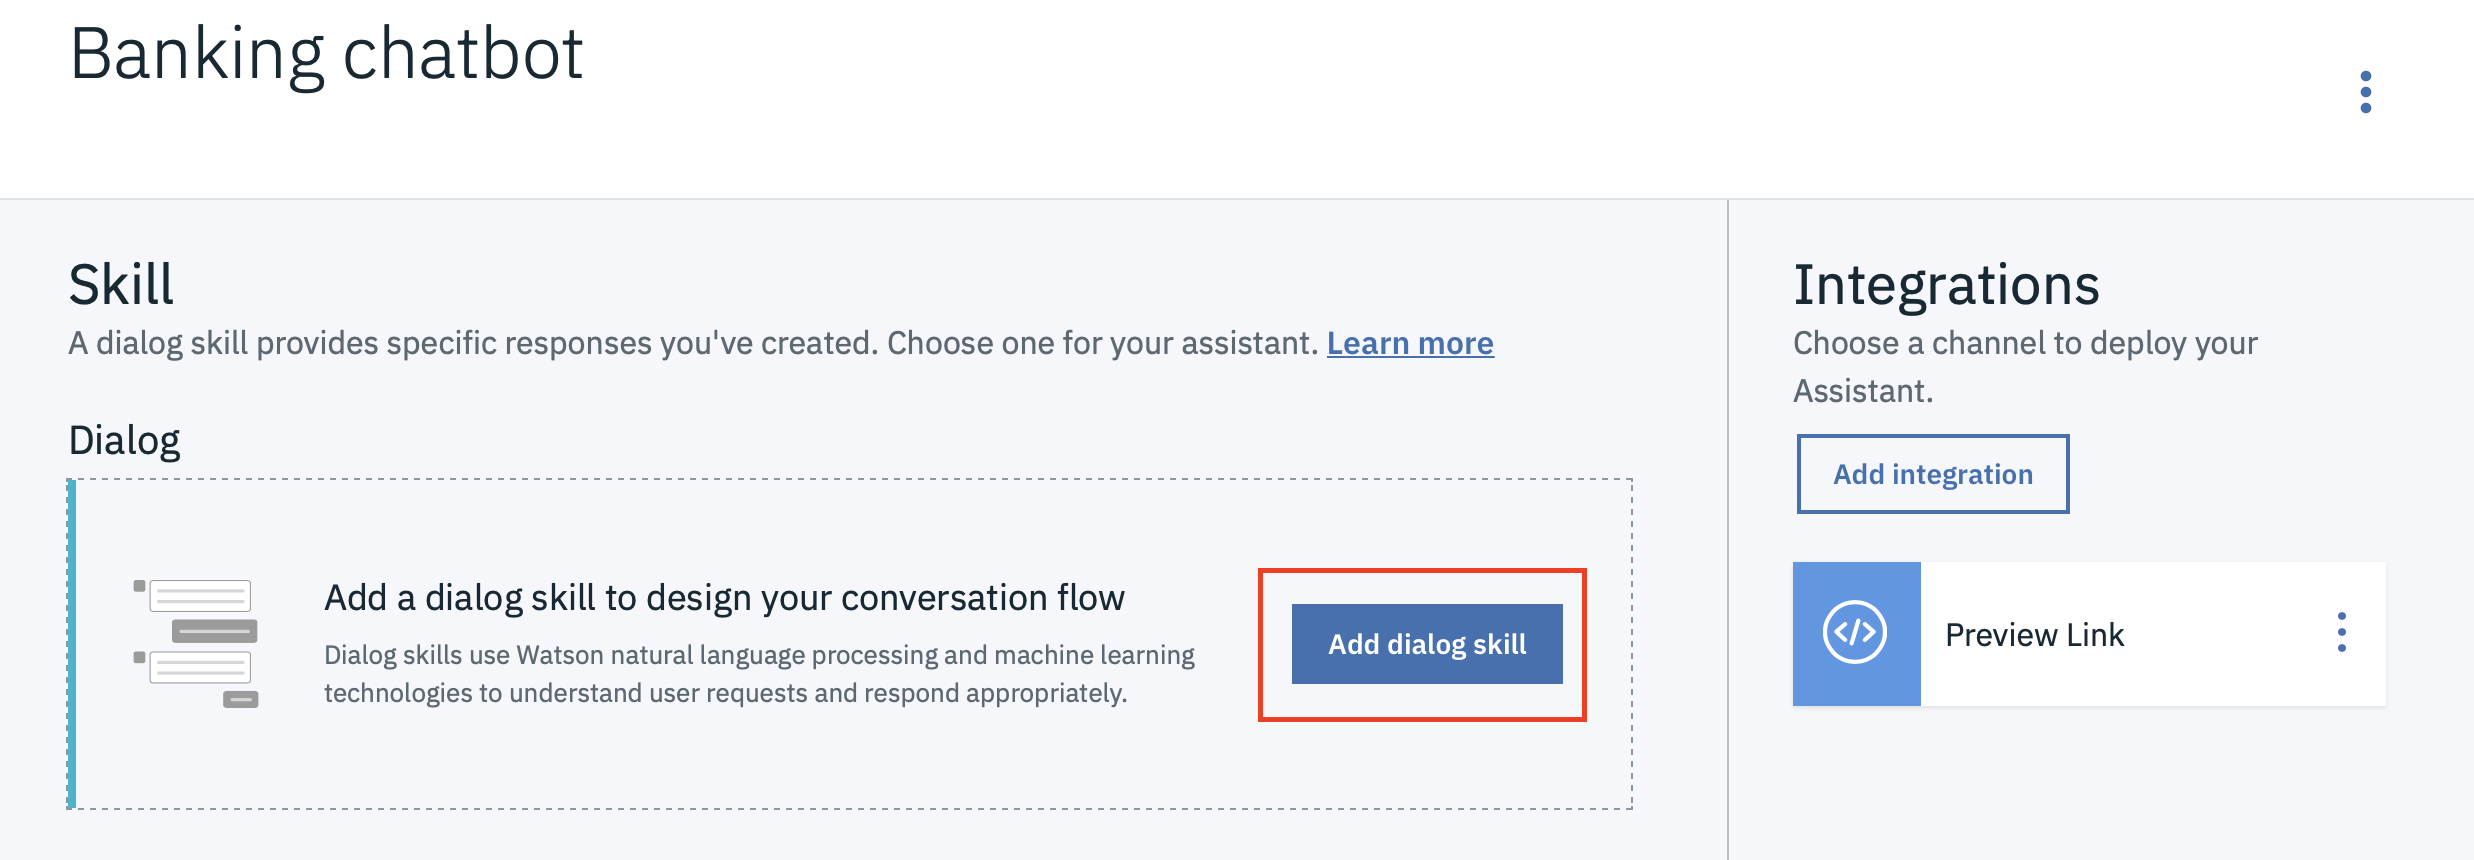 Banking chatbot
Skill
A dialog skill provides specific responses you've created. Choose one for your assistant. Learn more
Dialog
Add a dialog skill to design your conversation flow
Dialog skills use Watson natural language processing and machine learning
technologies to understand user requests and respond appropriately.
Add dialog skill
Integrations
Choose a channel to deploy your
Assistant.
Add integration
Preview Link